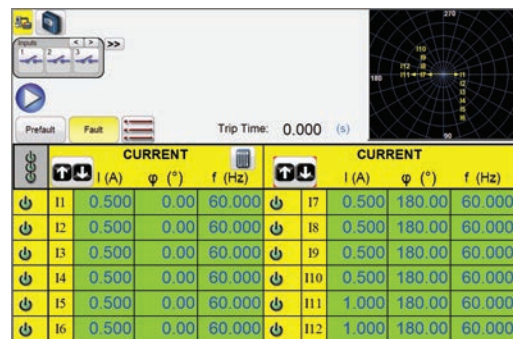 270
Inputs < > >>
1 2 3
I10
I9
I12 I8
180 I11 I7 I1
I2
I3
I4
I5
I6
Prefault Fault Trip Time: 0.000 (s)
90
CURRENT CURRENT
I (A) φ (°) f (Hz) I (A) φ (°) f (Hz)
I1 0.500 0.00 60.000 I7 0.500 180.00 60.000
I2 0.500 0.00 60.000 I8 0.500 180.00 60.000
I3 0.500 0.00 60.000 I9 0.500 180.00 60.000
I4 0.500 0.00 60.000 I10 0.500 180.00 60.000
I5 0.500 0.00 60.000 I11 1.000 180.00 60.000
I6 0.500 0.00 60.000 I12 1.000 180.00 60.000